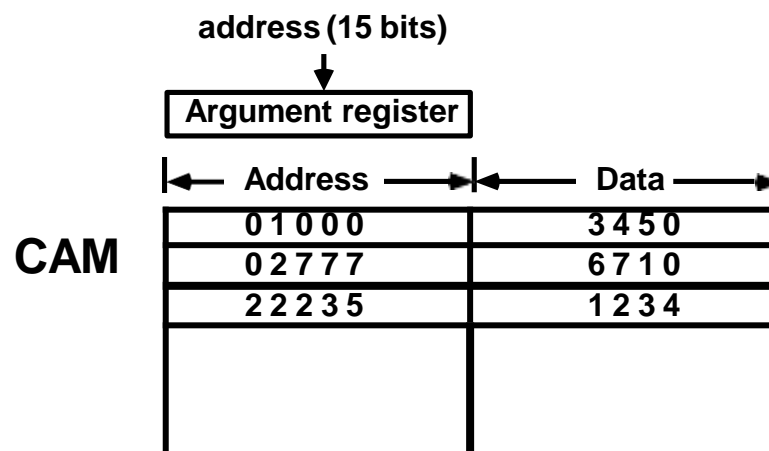 address (15 bits)
Argument register
Address Data
0 1 0 0 0 3 4 5 0
CAM
0 2 7 7 7 6 7 1 0
2 2 2 3 5 1 2 3 4